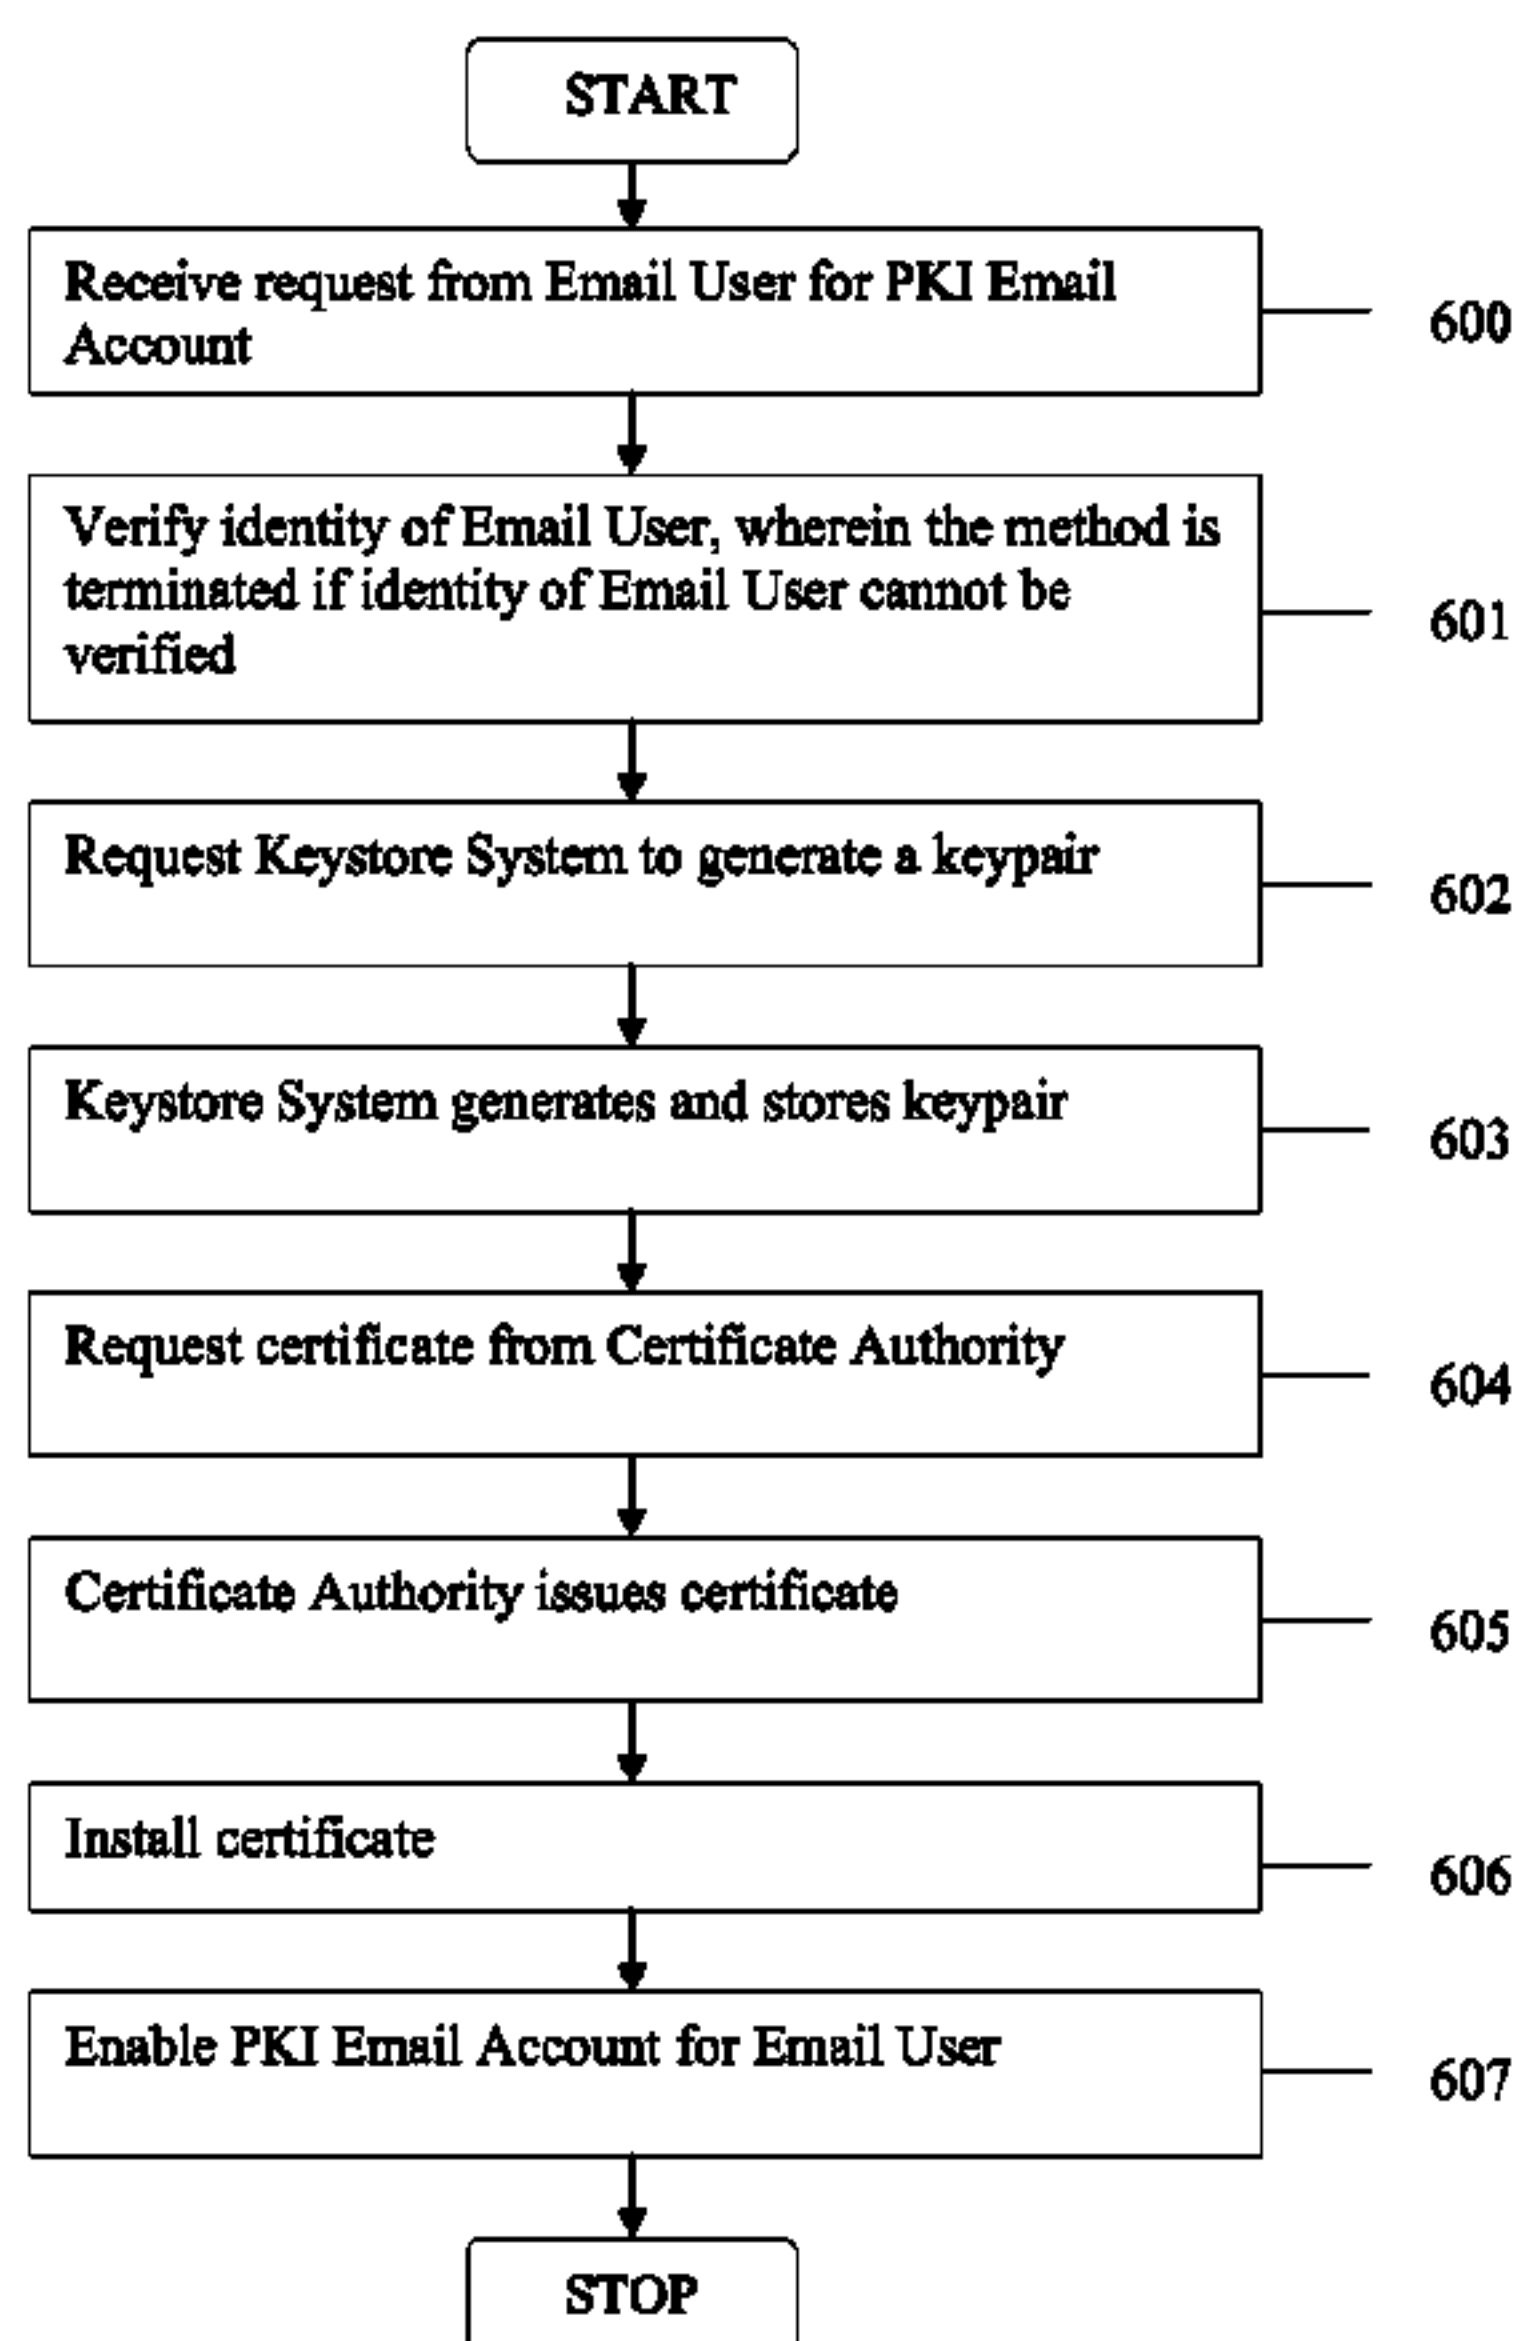 START
Receive request from Email User for PKI Email
Account
600
Verify identity of Email User, wherein the method is
terminated if identity of Email User cannot be
verified
601
Request Keystore System to generate a keypair
602
Keystore System generates and stores keypair
603
Request certificate from Certificate Authority
604
Certificate Authority issues certificate
605
Install certificate
606
Enable PKI Email Account for Email User
607
STOP